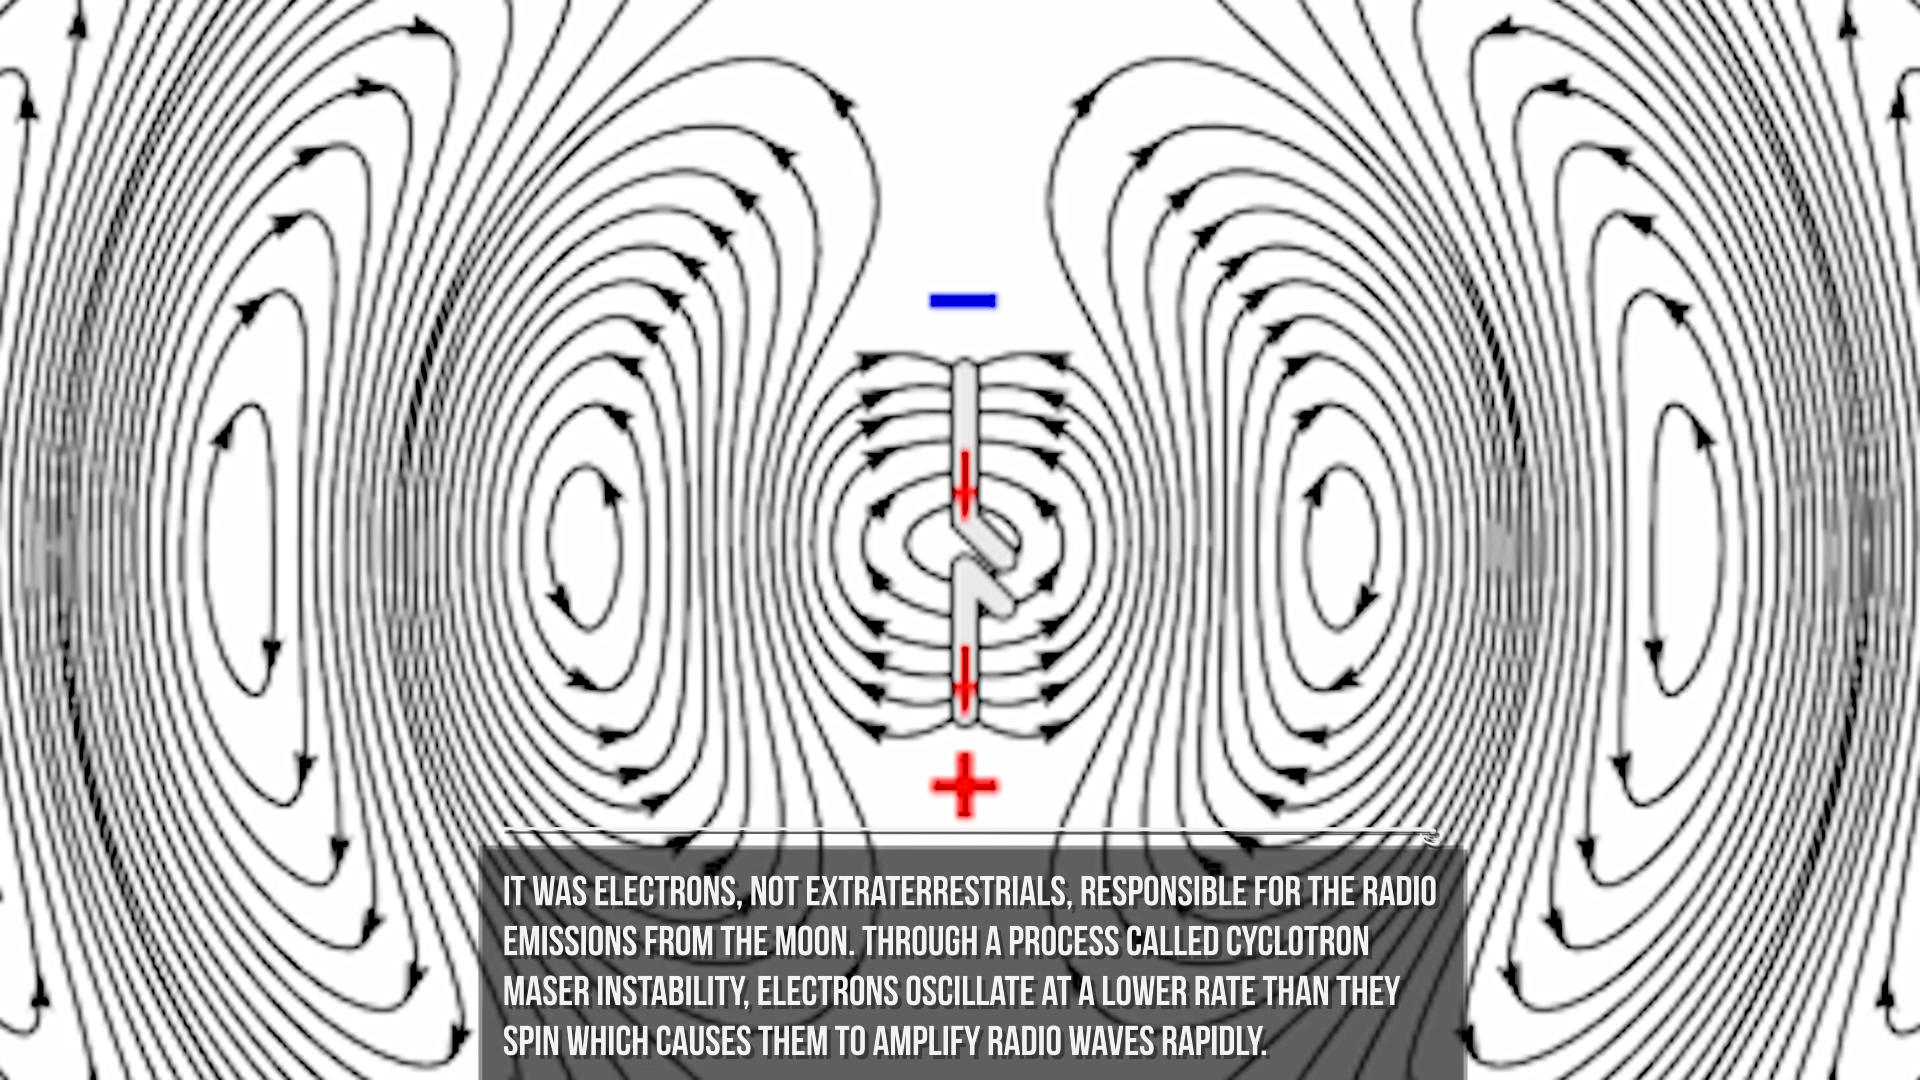 −
+
IT WAS ELECTRONS, NOT EXTRATERRESTRIALS, RESPONSIBLE FOR THE RADIO
EMISSIONS FROM THE MOON. THROUGH A PROCESS CALLED CYCLOTRON
MASER INSTABILITY, ELECTRONS OSCILLATE AT A LOWER RATE THAN THEY
SPIN WHICH CAUSES THEM TO AMPLIFY RADIO WAVES RAPIDLY.